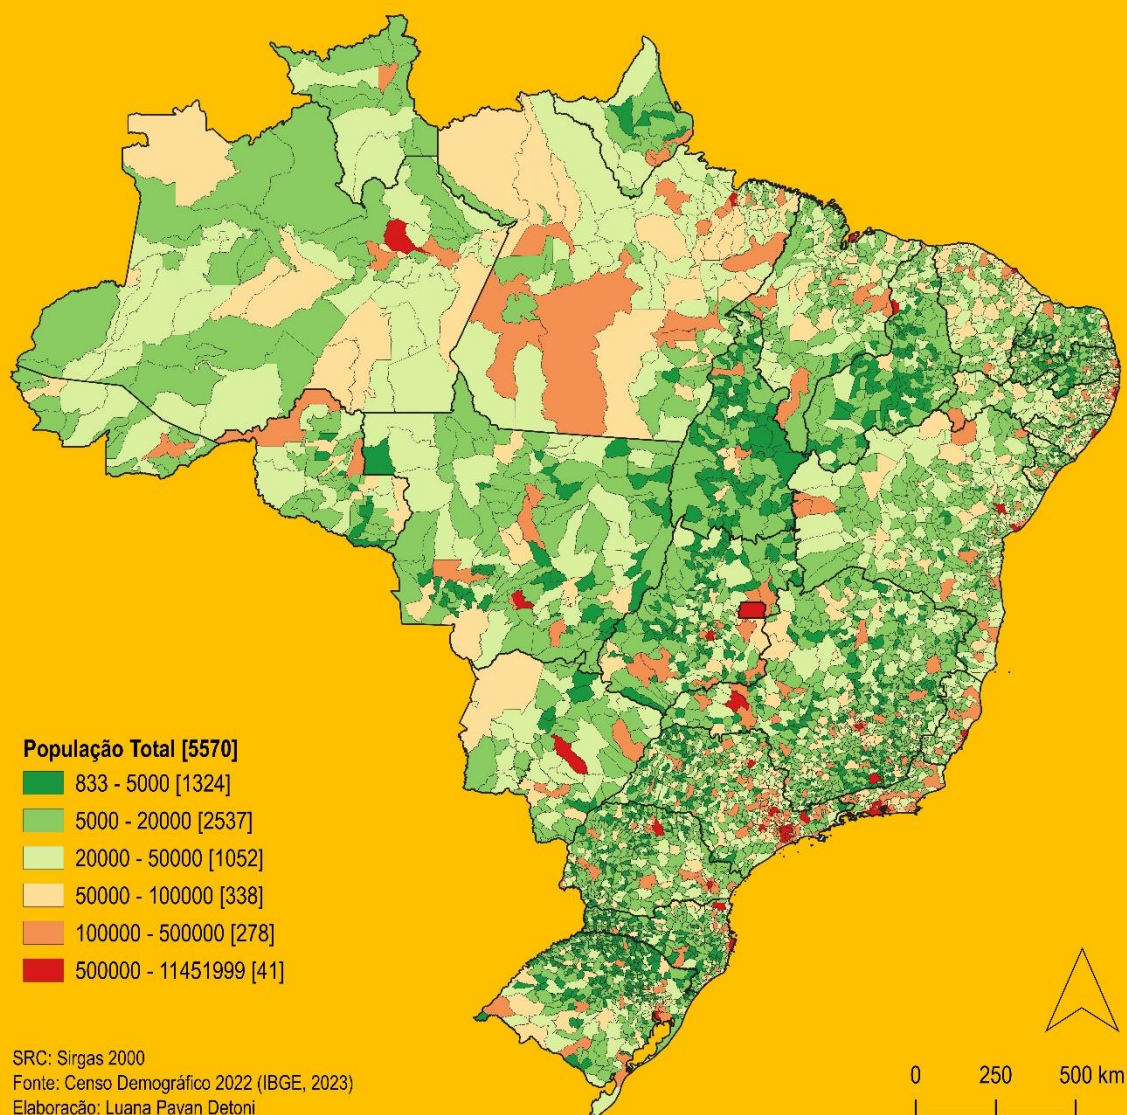 População Total [5570]
833 - 5000 [1324]
5000 - 20000 [2537]
20000 - 50000 [1052]
50000 - 100000 [338]
100000 - 500000 [278]
500000 - 11451999 [41]
SRC: Sirgas 2000
Fonte: Censo Demográfico 2022 (IBGE, 2023)
Elaboração: Luana Pavan Detoni
0 250 500 km